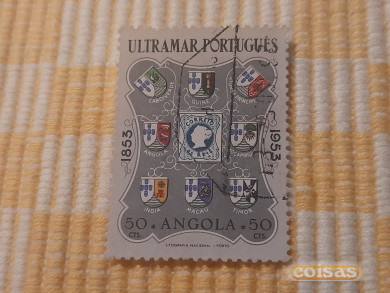 ULTRAMAR PORTUGUÊS
CABO VERDE
GUINÉ
1853
1953
CORREIO
ANGOLA
INDIA
MACAU
TIMOR
50 • ANGOLA • 50
CTS.
CTS.
LITOGRAFIA NACIONAL - PORTO
coisas